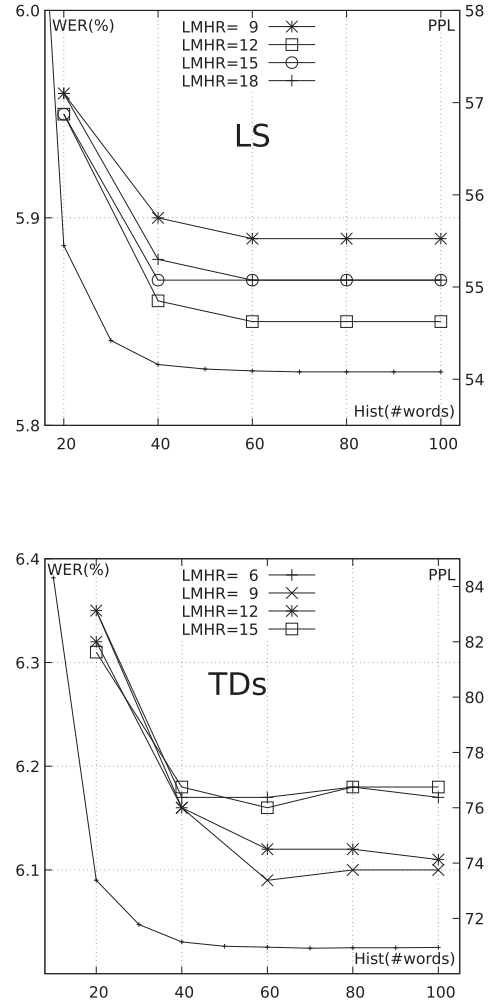 6.0 WER(%) LMHR= 9 PPL 58
LMHR=12
LMHR=15
LMHR=18
57
LS
56
5.9
55
54
Hist(#words)
5.8
20 40 60 80 100
6.4
WER(%) LMHR= 6 PPL 84
LMHR= 9
LMHR=12
LMHR=15
82
6.3
TDs
80
78
6.2
76
74
6.1
72
Hist(#words)
20 40 60 80 100